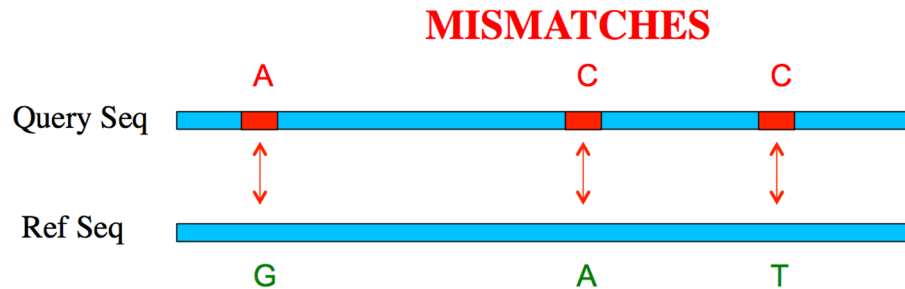 MISMATCHES
A C C
Query Seq
Ref Seq
G A T